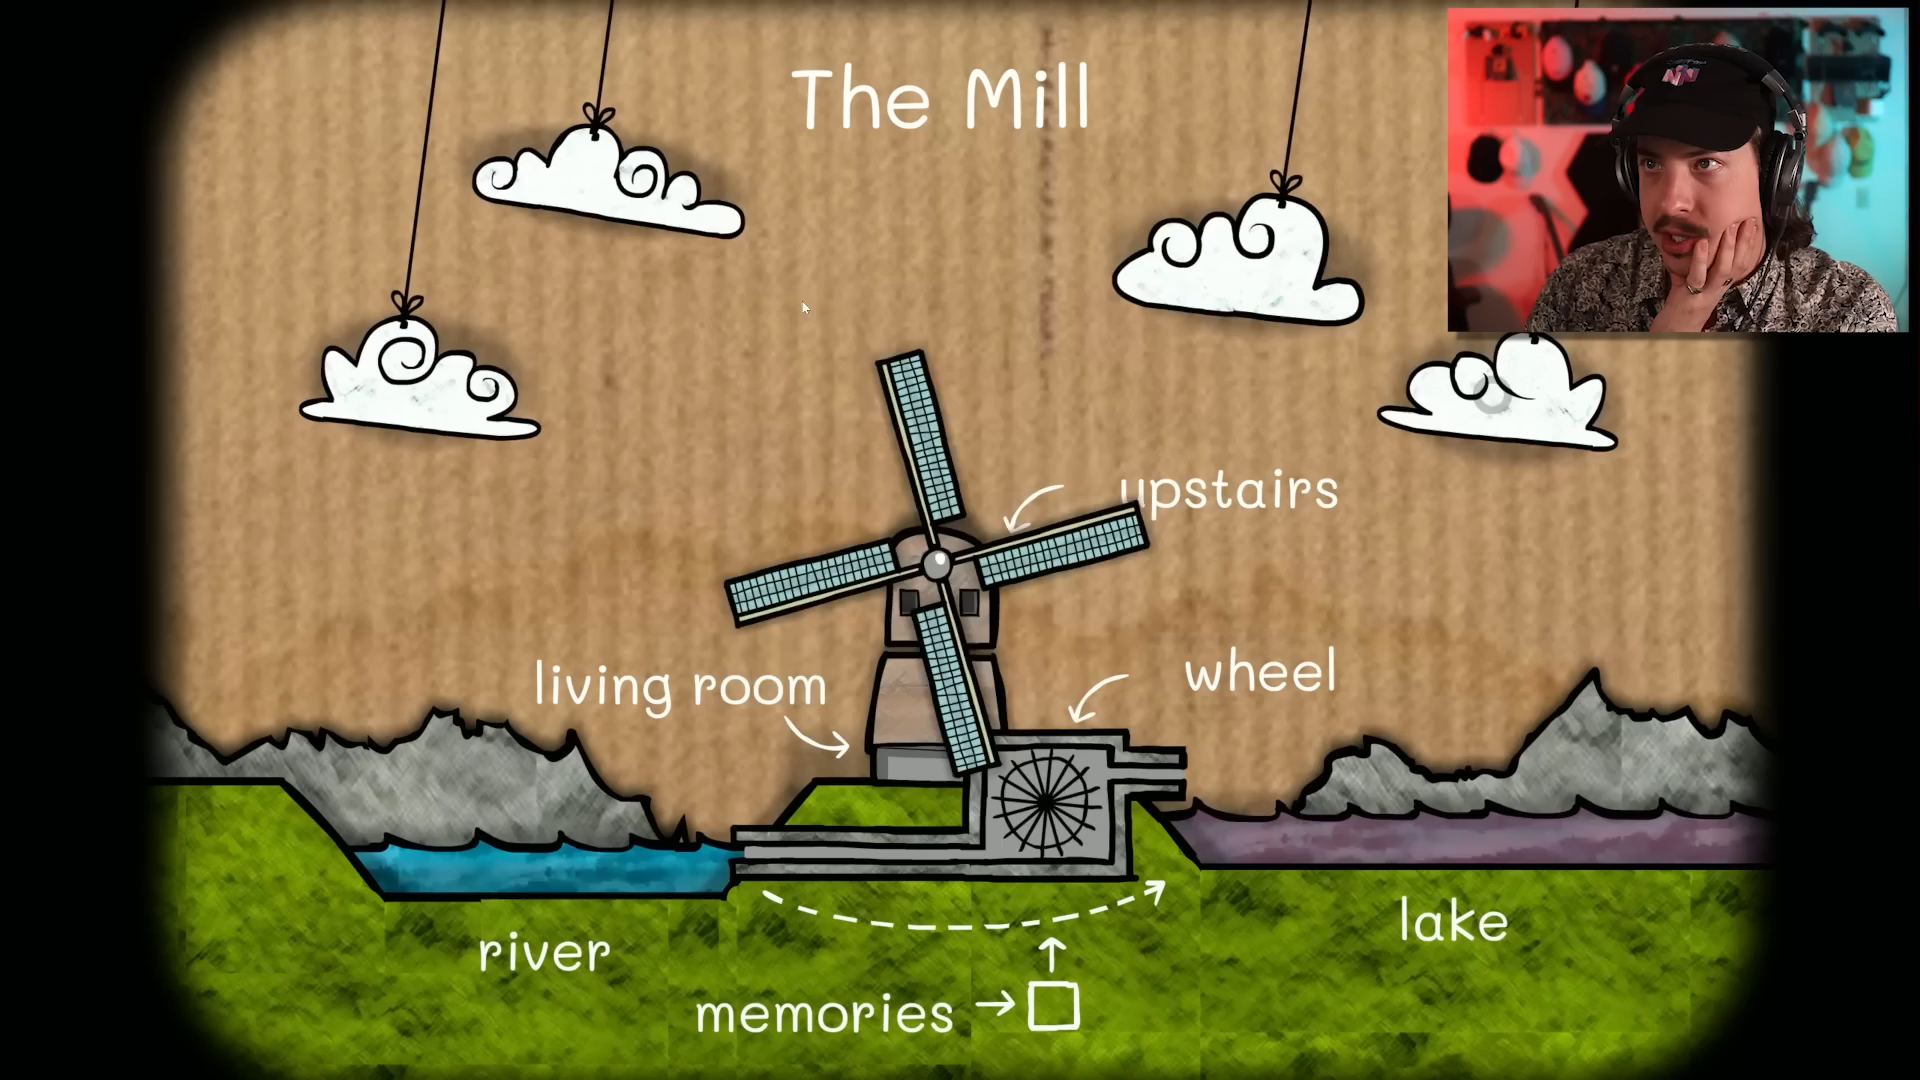 The Mill
upstairs
living room
wheel
river
lake
memories